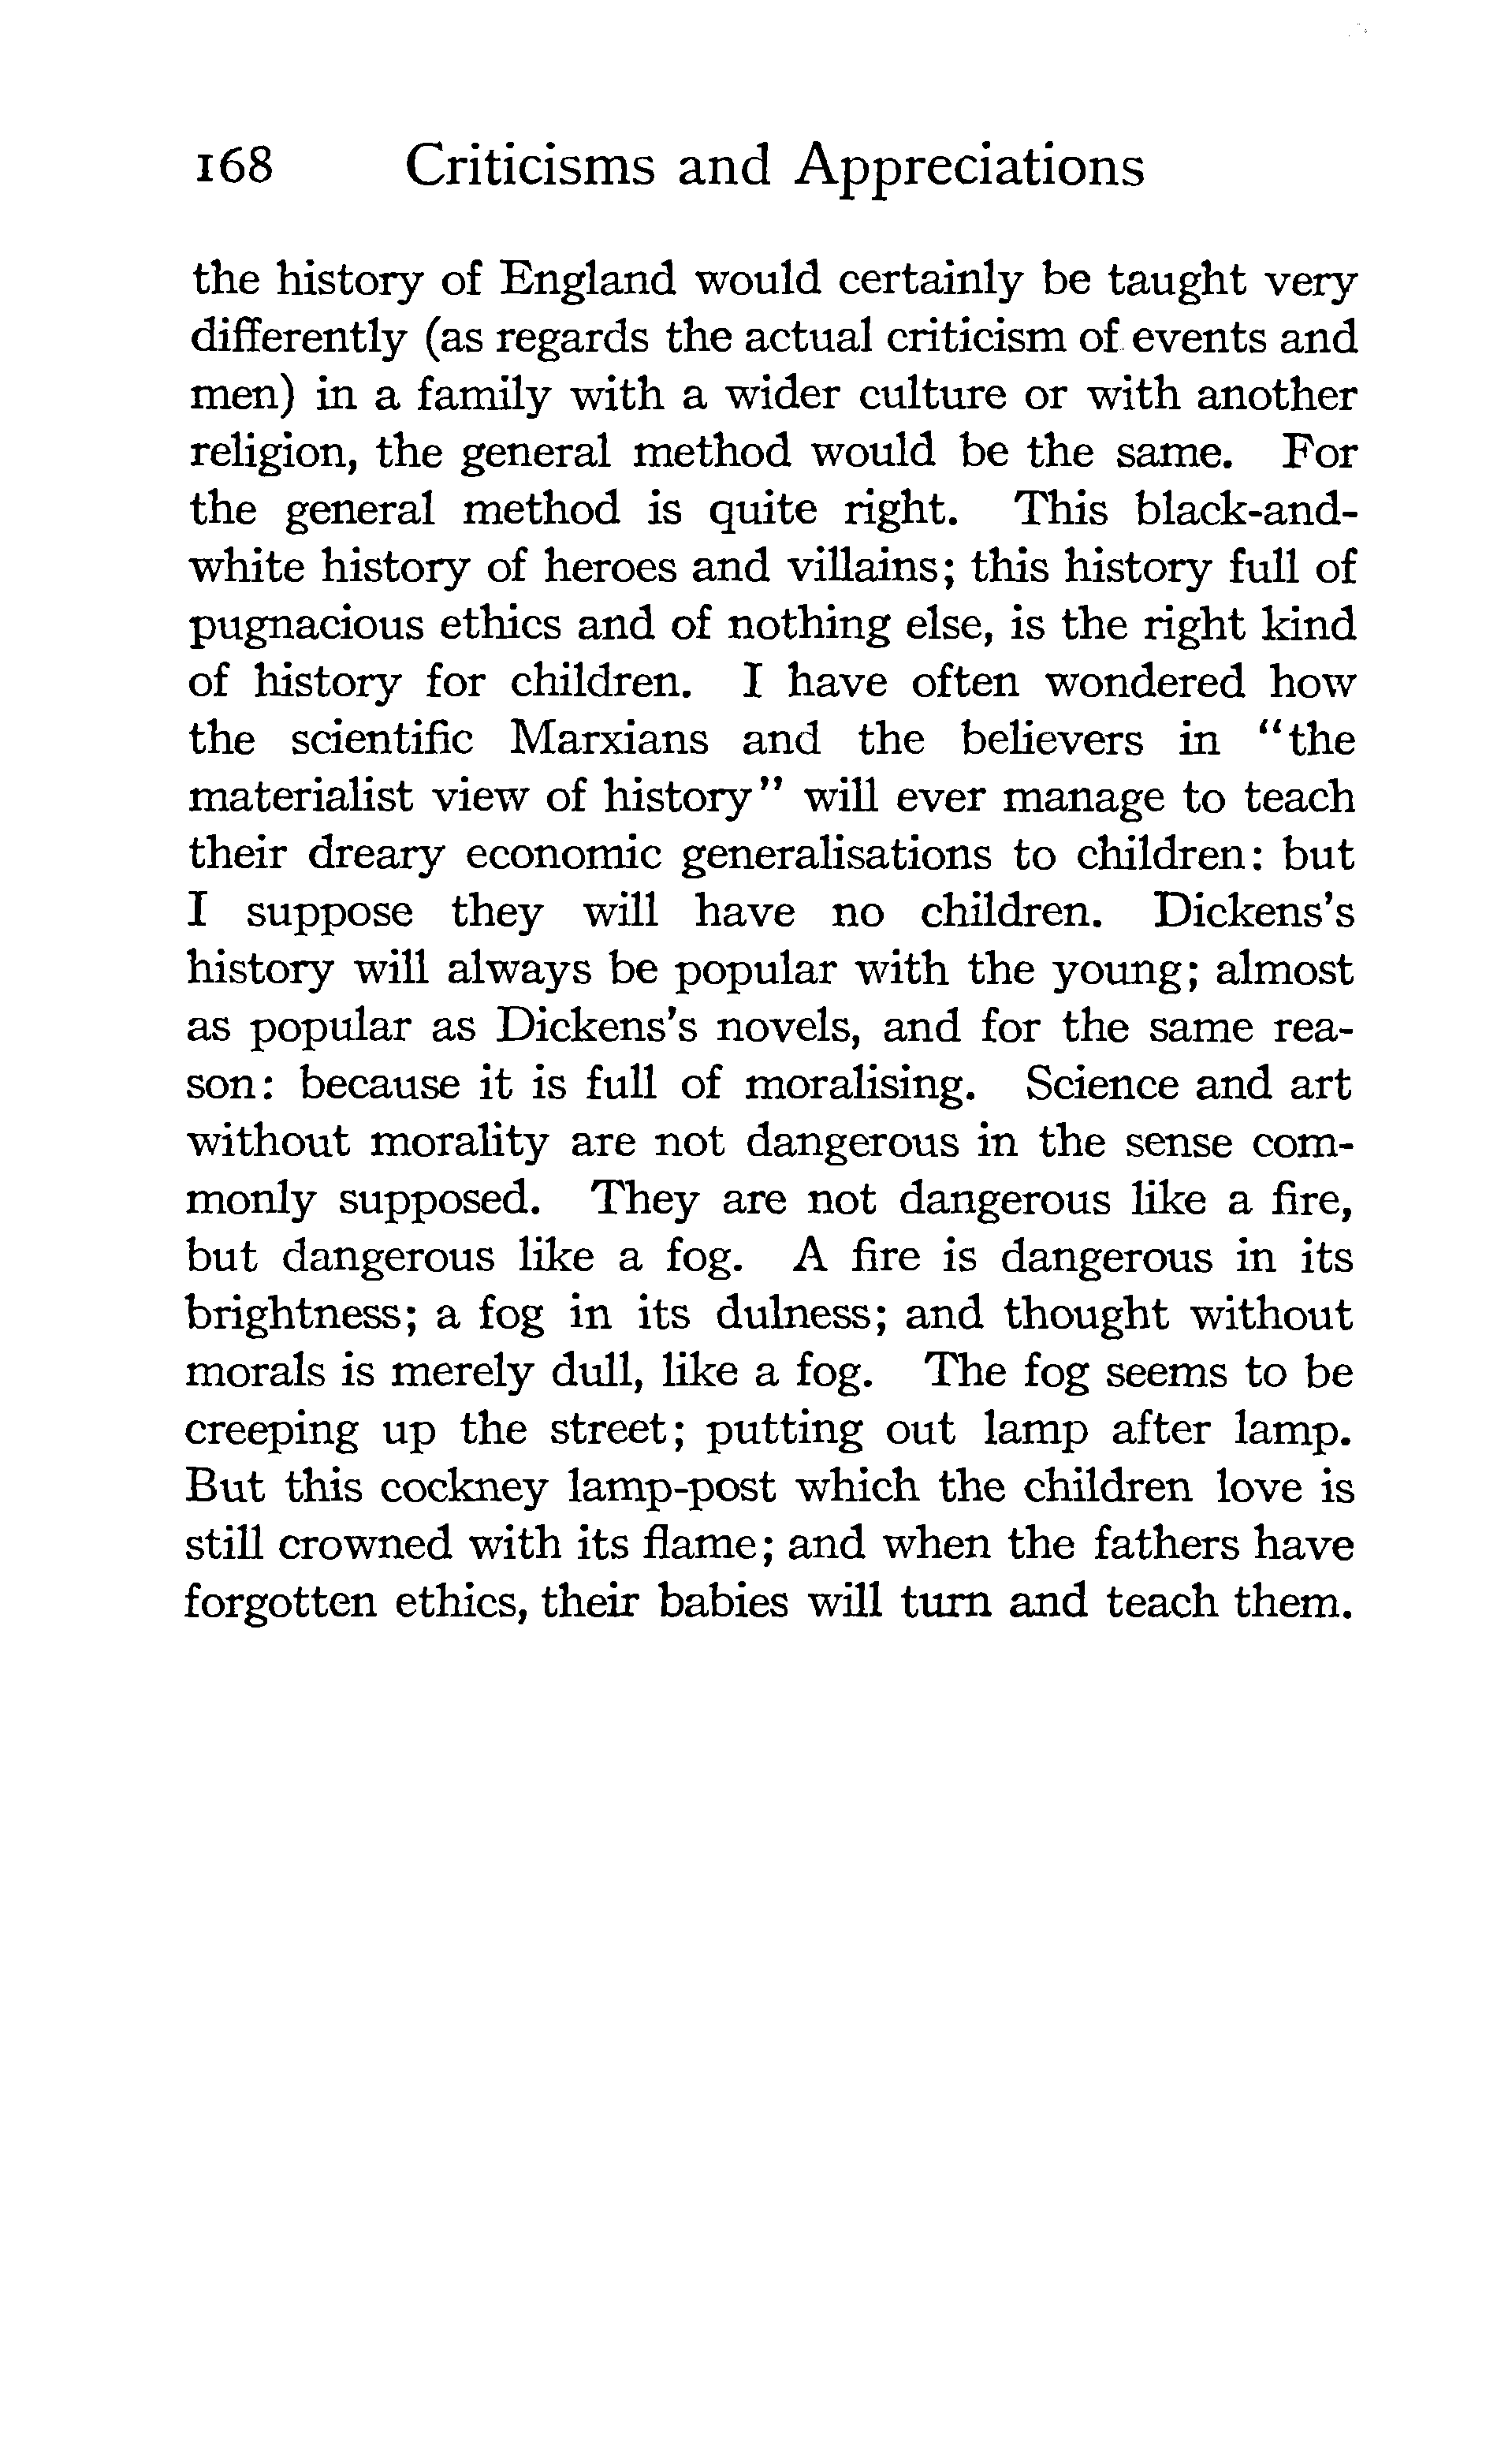 168 Criticisms and Appreciations
the history of England would certainly be taught very
differently (as regards the actual criticism of events and
men) in a family with a wider culture or with another
religion, the general method would be the same. For
the general method is quite right. This black-and-
white history of heroes and villains; this history full of
pugnacious ethics and of nothing else, is the right kind
of history for children. I have often wondered how
the scientific Marxians and the believers in "the
materialist view of history" will ever manage to teach
their dreary economic generalisations to children: but
I suppose they will have no children. Dickens's
history will always be popular with the young; almost
as popular as Dickens's novels, and for the same rea-
son: because it is full of moralising. Science and art
without morality are not dangerous in the sense com-
monly supposed. They are not dangerous like a fire,
but dangerous like a fog. A fire is dangerous in its
brightness; a fog in its dulness; and thought without
morals is merely dull, like a fog. The fog seems to be
creeping up the street; putting out lamp after lamp.
But this cockney lamp-post which the children love is
still crowned with its flame; and when the fathers have
forgotten ethics, their babies will turn and teach them.